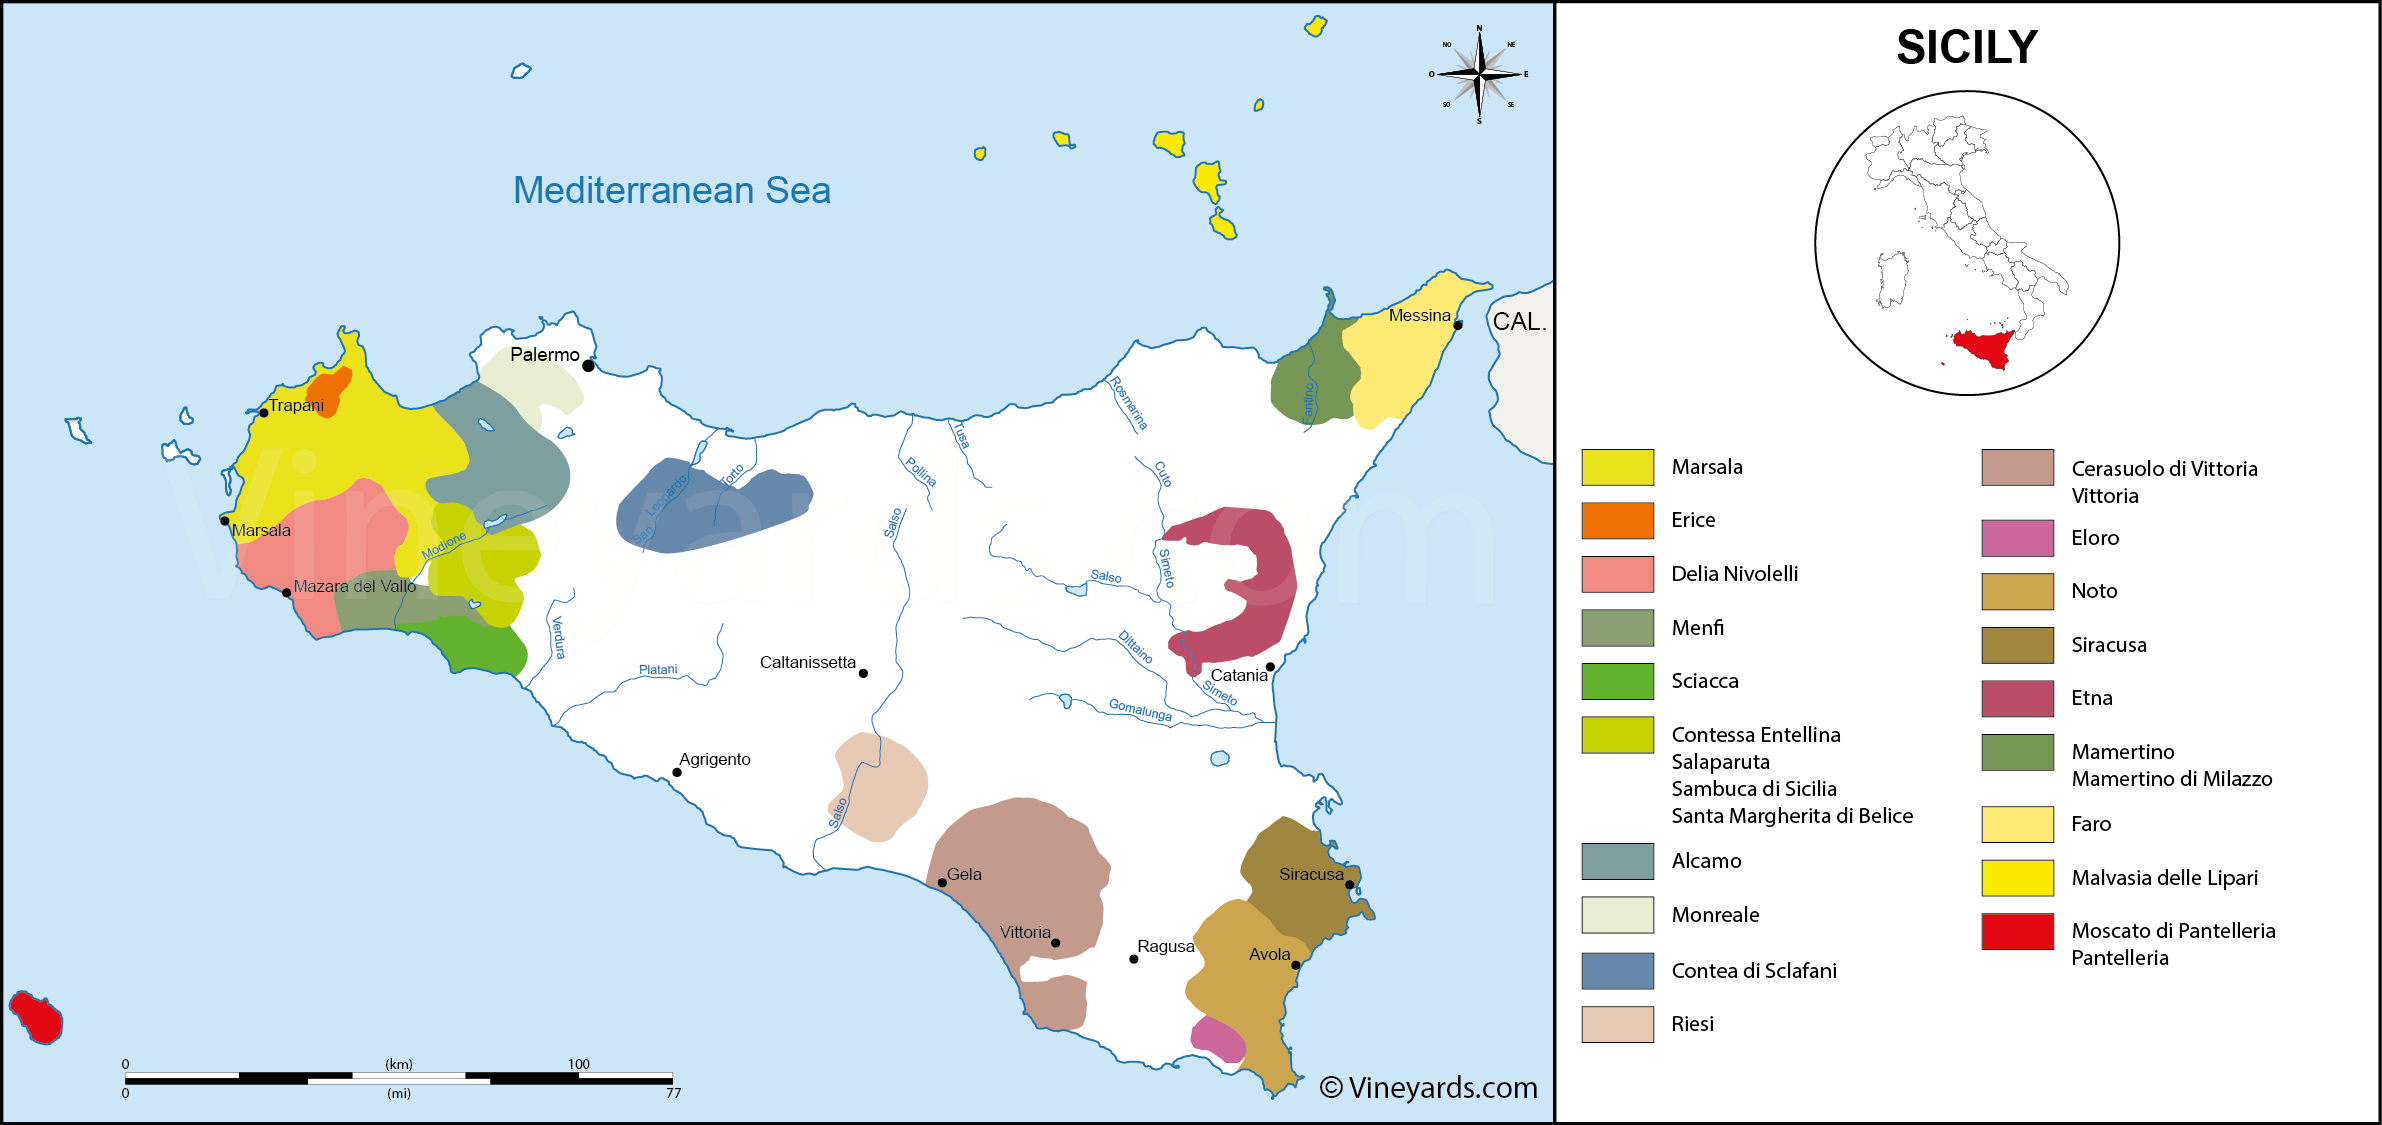 Mediterranean Sea
N
NO
NE
O
E
SO
SE
S
CAL.
Messina
Palermo
Trapani
Marsala
Mazara del Vallo
Caltanissetta
Agrigento
Catania
Gela
Vittoria
Ragusa
Siracusa
Avola
Fantino
Rosmarina
Tusa
Pollina
Torto
San Leonardo
Cuto
Salso
Simeto
Salso
Modione
Verdura
Platani
Dittaino
Simeto
Gomalunga
Salso
Vineyards.com
0
(km)
100
0
(mi)
77
© Vineyards.com
SICILY
Marsala
Erice
Delia Nivolelli
Menfi
Sciacca
Contessa Entellina
Salaparuta
Sambuca di Sicilia
Santa Margherita di Belice
Alcamo
Monreale
Contea di Sclafani
Riesi
Cerasuolo di Vittoria
Vittoria
Eloro
Noto
Siracusa
Etna
Mamertino
Mamertino di Milazzo
Faro
Malvasia delle Lipari
Moscato di Pantelleria
Pantelleria